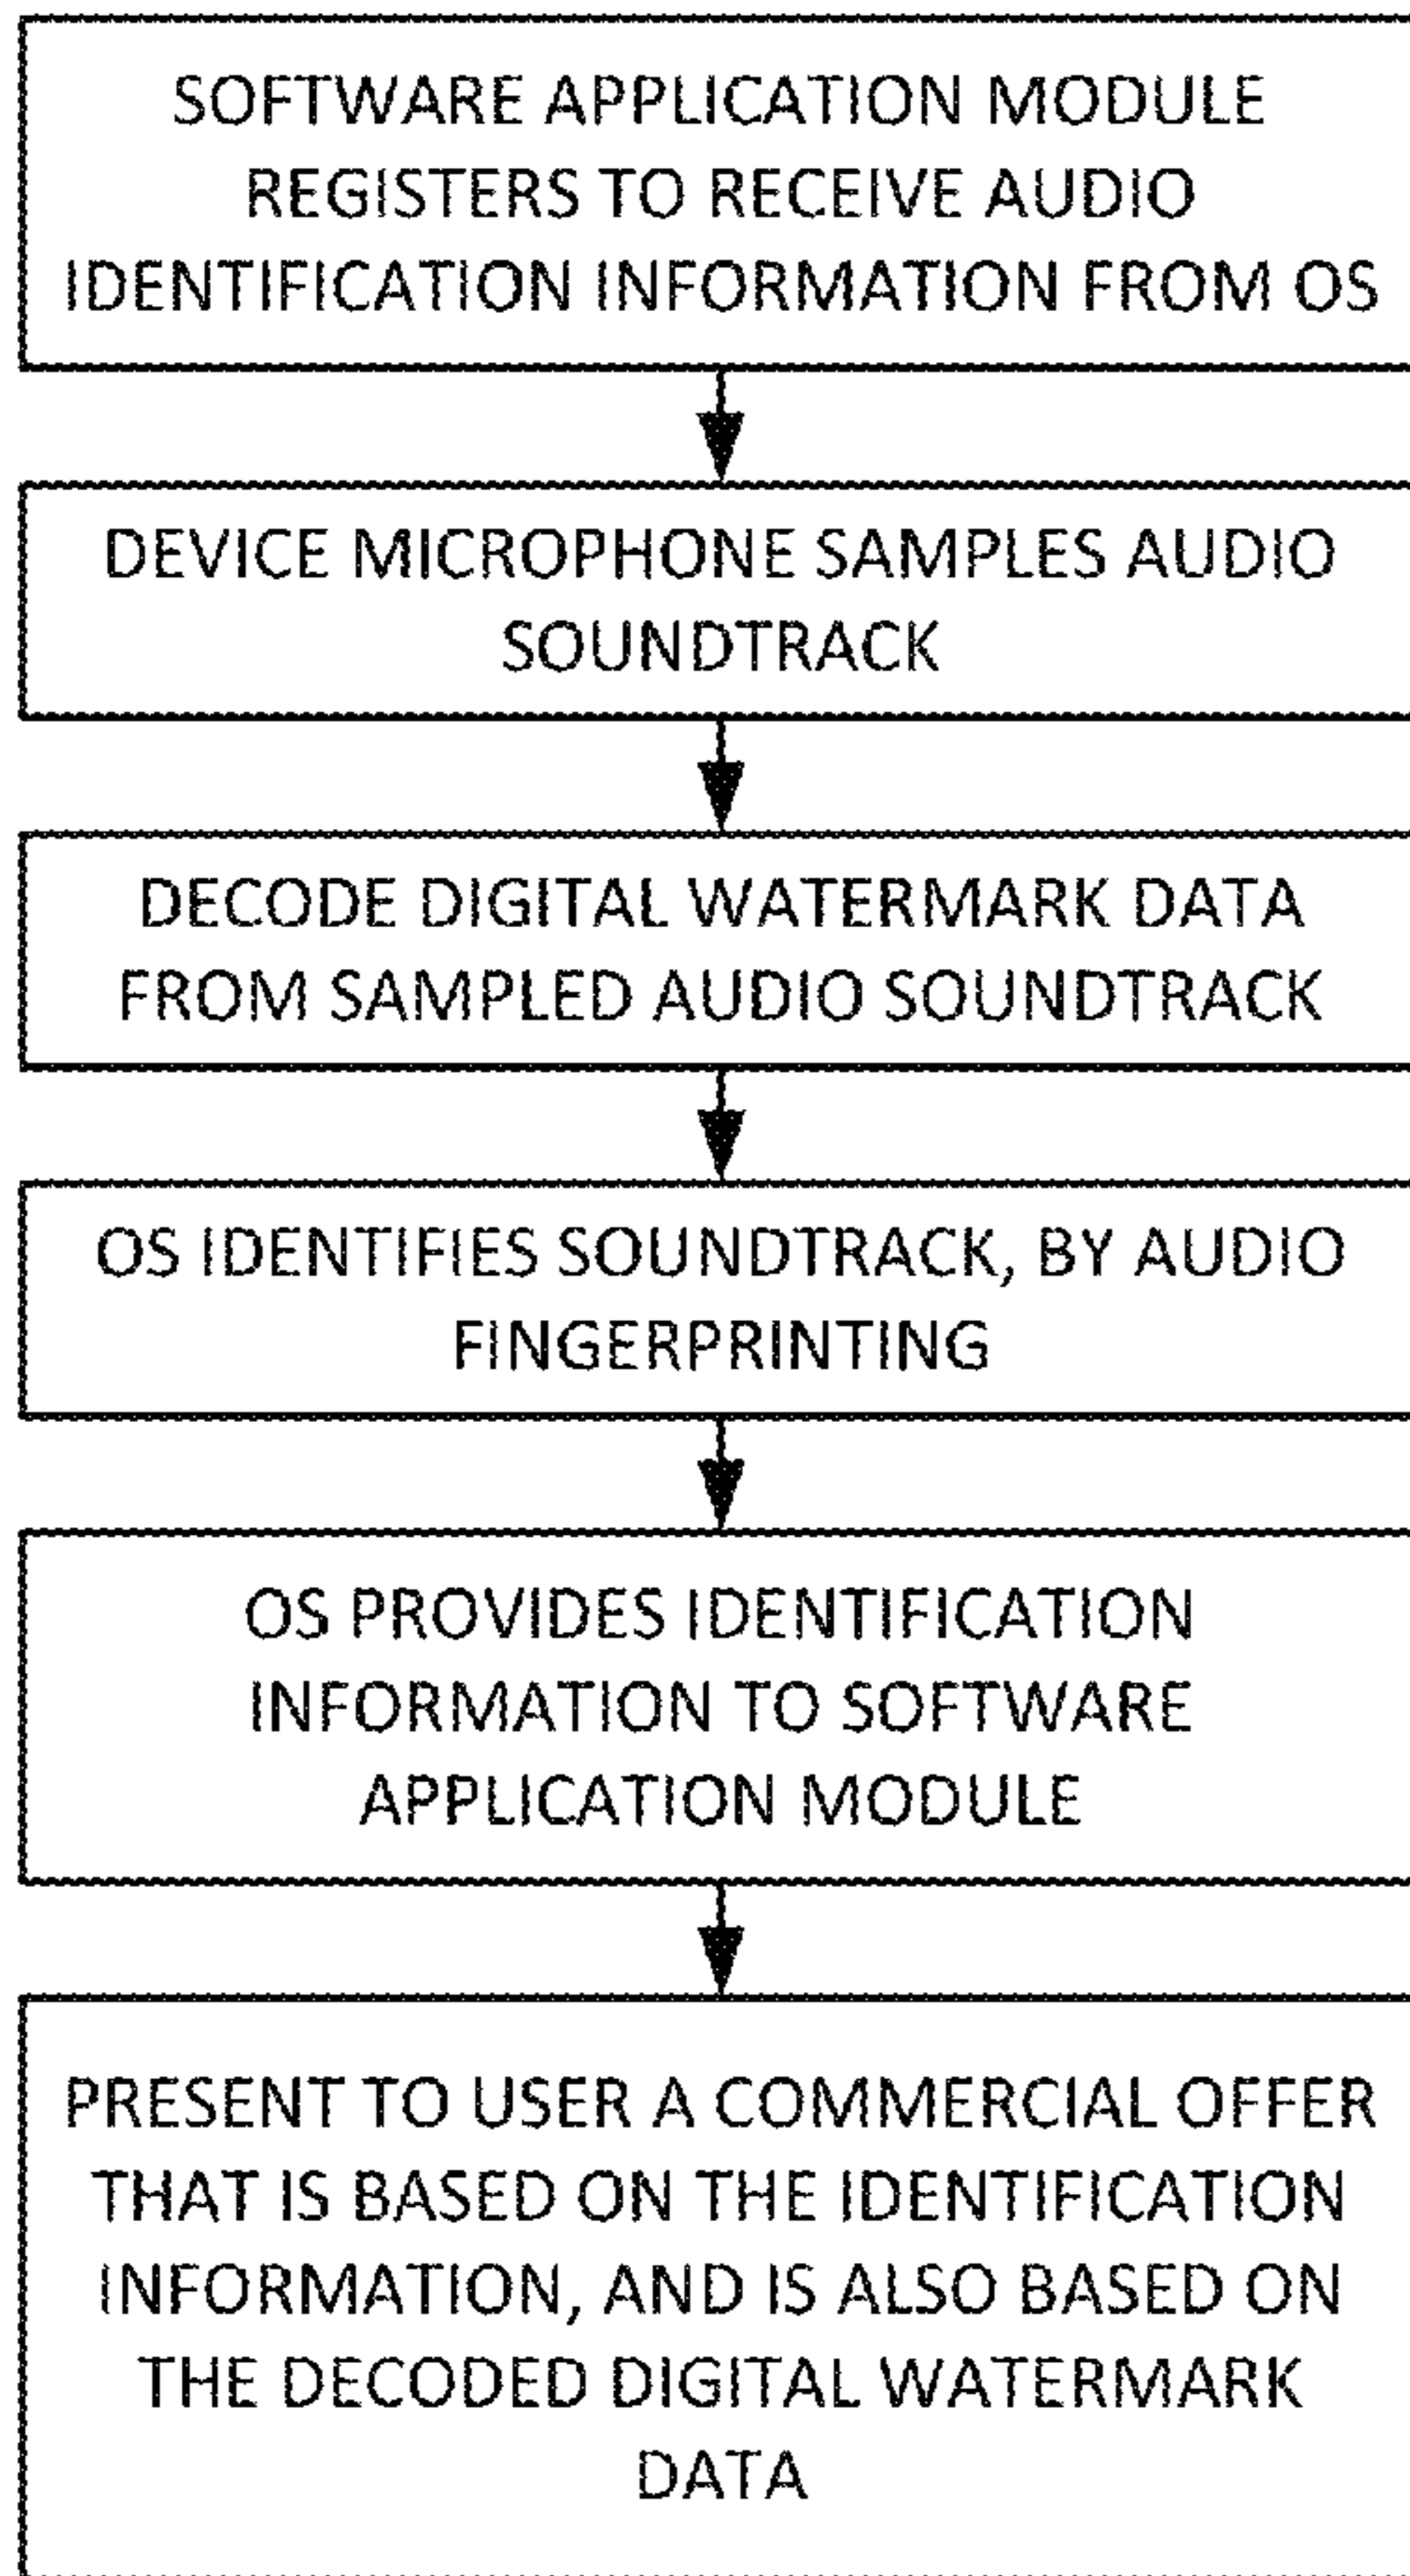 SOFTWARE APPLICATION MODULE
REGISTERS TO RECEIVE AUDIO
IDENTIFICATION INFORMATION FROM OS
DEVICE MICROPHONE SAMPLES AUDIO
SOUNDTRACK
DECODE DIGITAL WATERMARK DATA
FROM SAMPLED AUDIO SOUNDTRACK
OS IDENTIFIES SOUNDTRACK, BY AUDIO
FINGERPRINTING
OS PROVIDES IDENTIFICATION
INFORMATION TO SOFTWARE
APPLICATION MODULE
PRESENT TO USER A COMMERCIAL OFFER
THAT IS BASED ON THE IDENTIFICATION
INFORMATION, AND IS ALSO BASED ON
THE DECODED DIGITAL WATERMARK
DATA